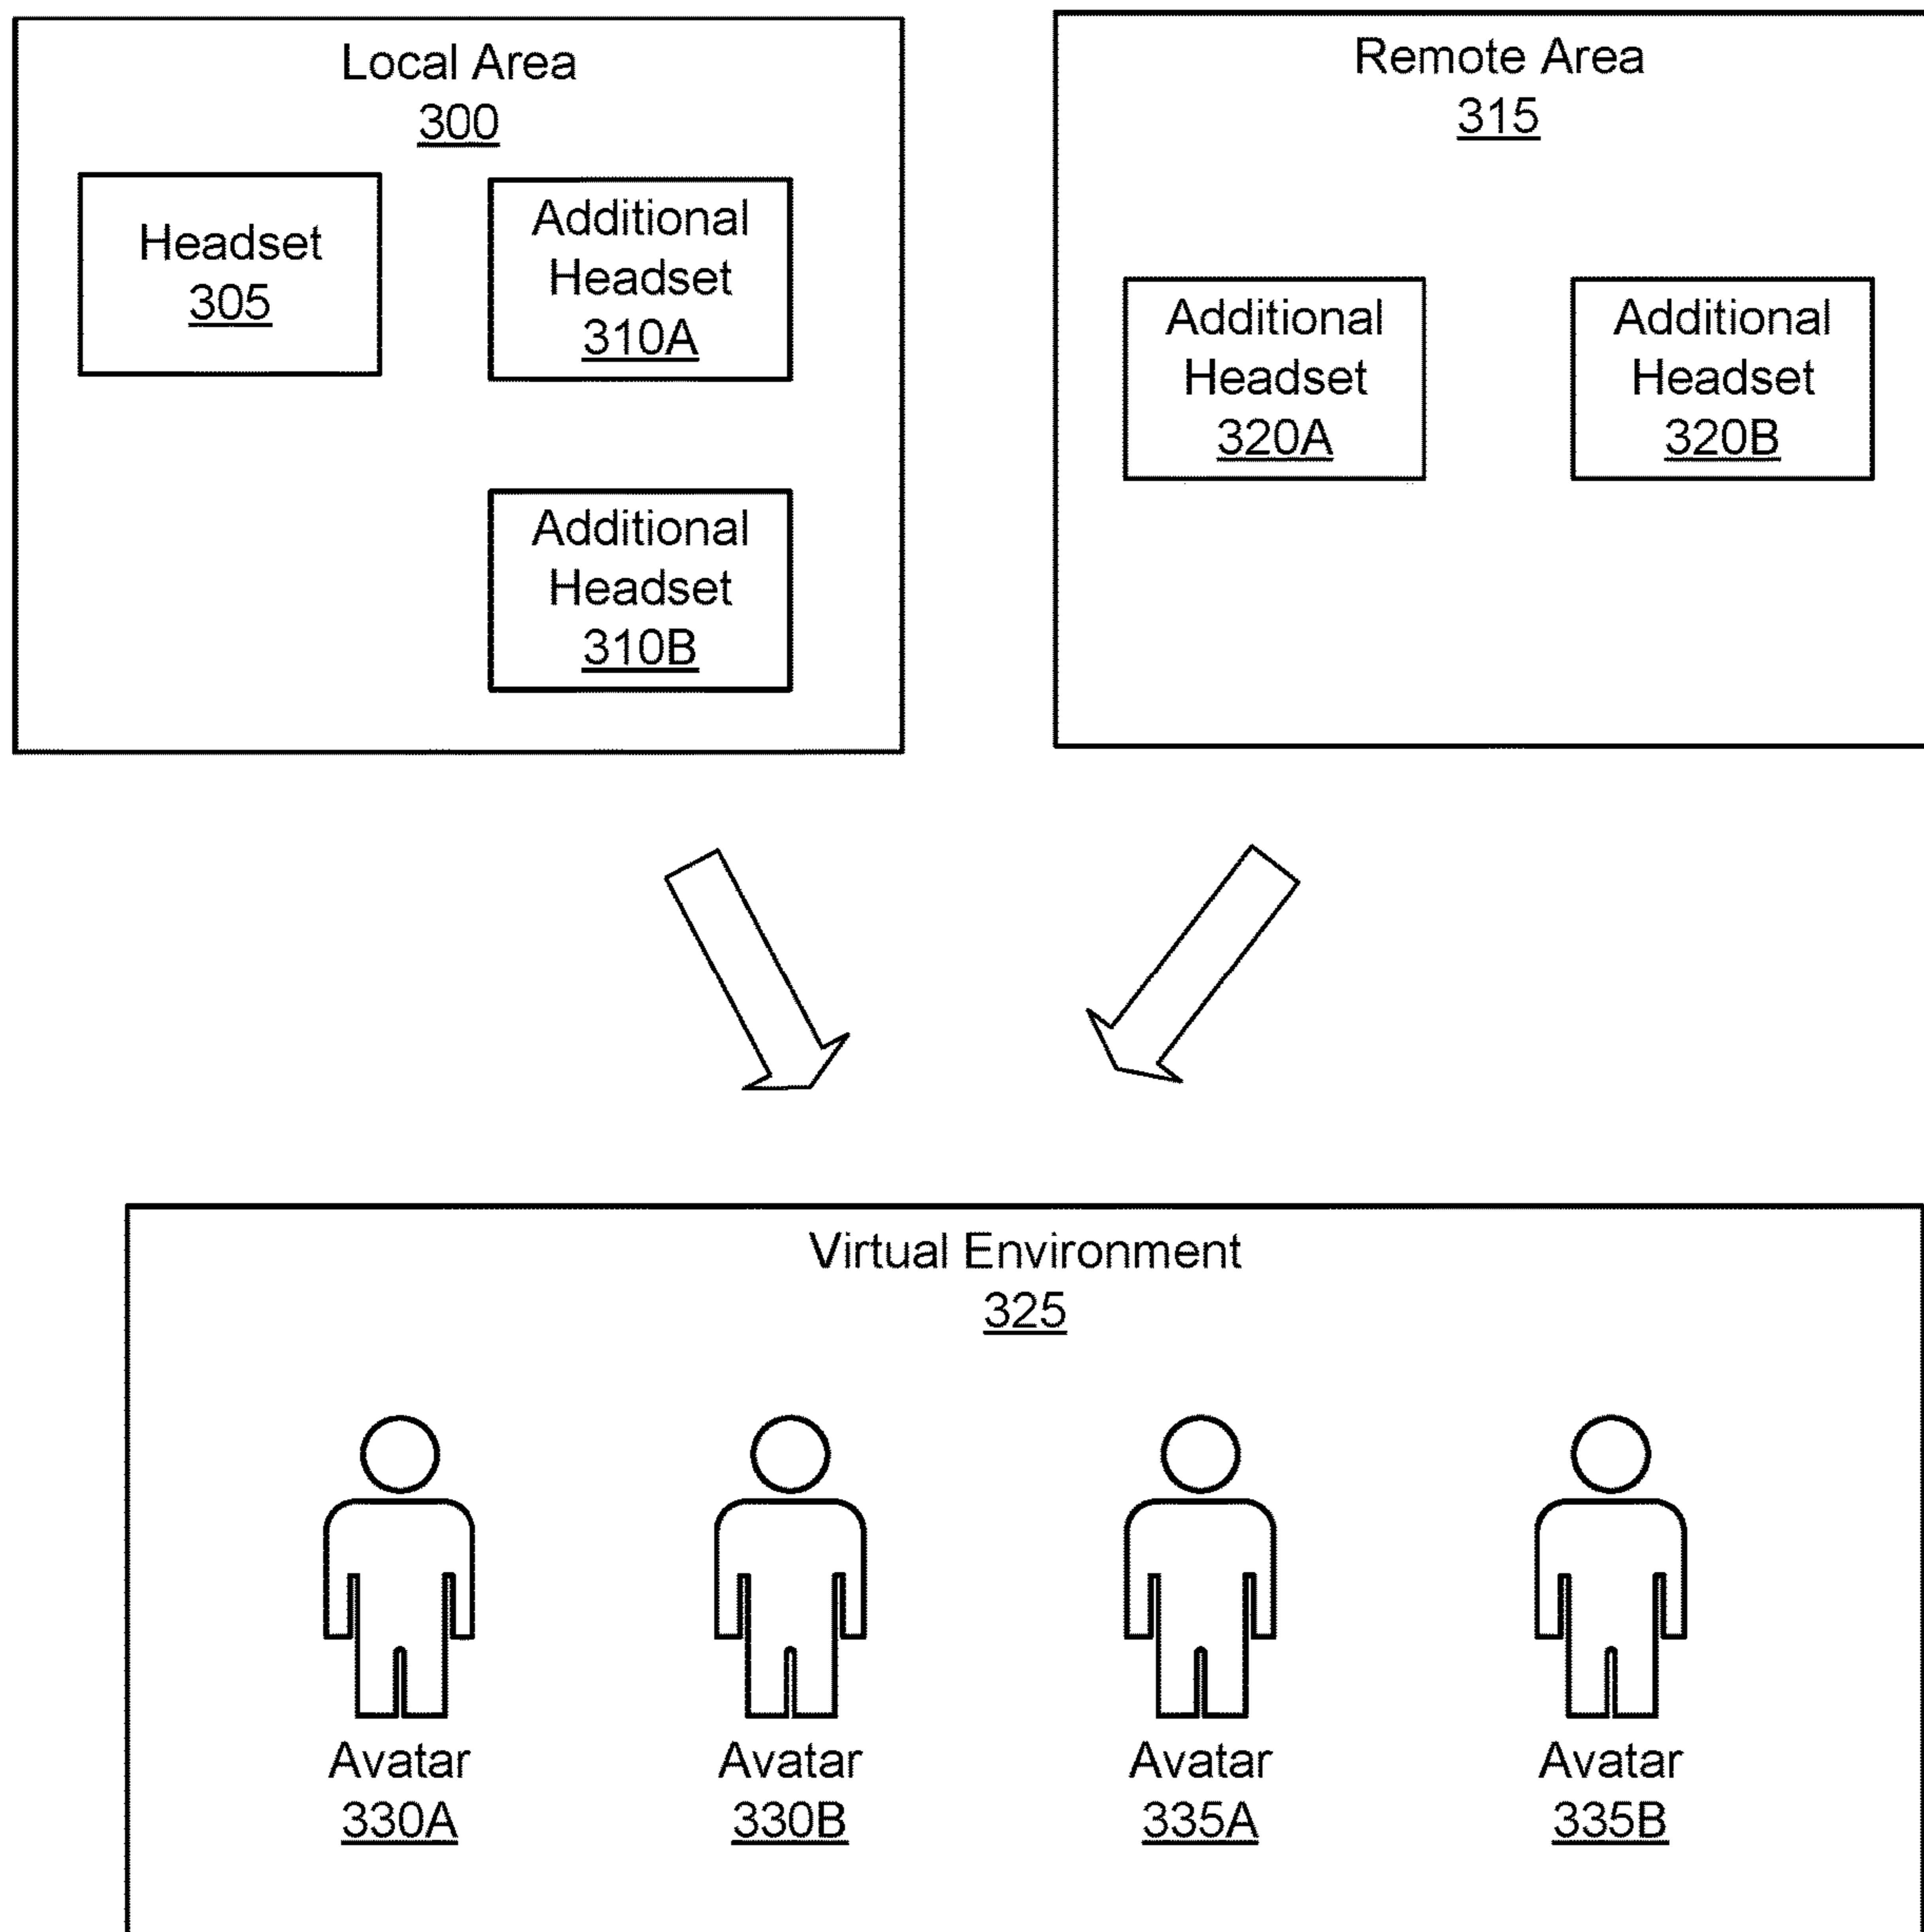 Local Area
300
Headset
305
Additional
Headset
310A
Additional
Headset
310B
Remote Area
315
Additional
Headset
320A
Additional
Headset
320B
Virtual Environment
325
Avatar
330A
Avatar
330B
Avatar
335A
Avatar
335B